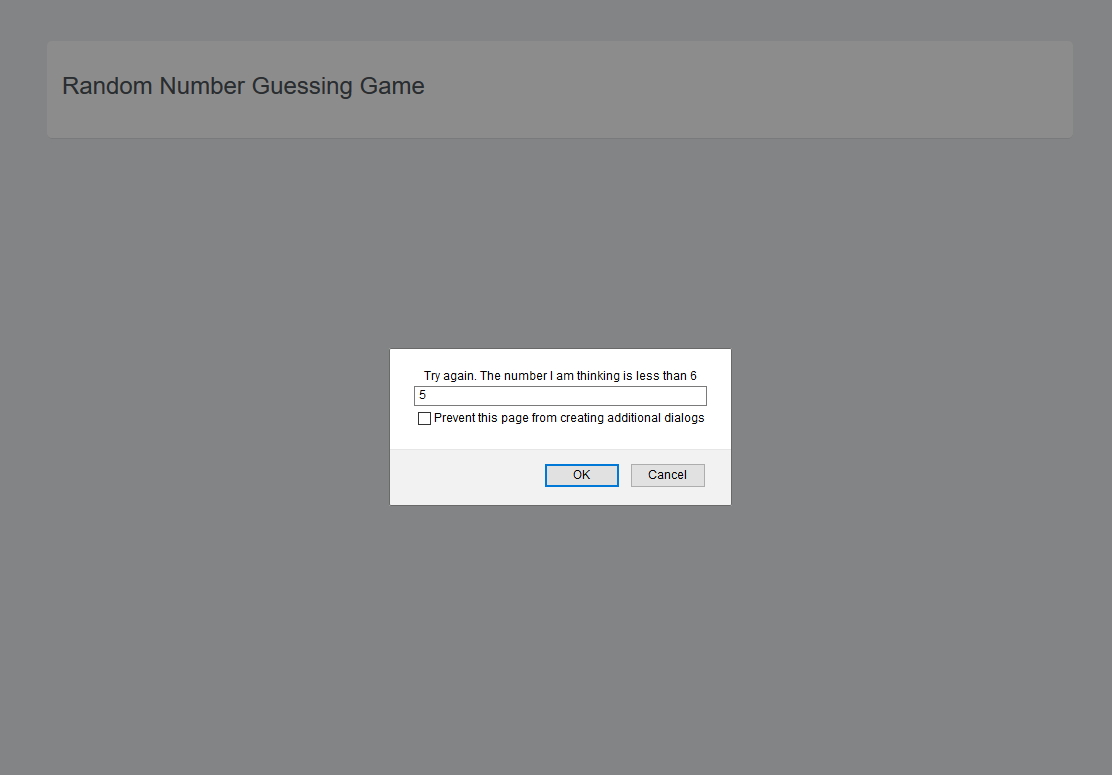 Random Number Guessing Game
Try again. The number I am thinking is less than 6
5
Prevent this page from creating additional dialogs
OK Cancel